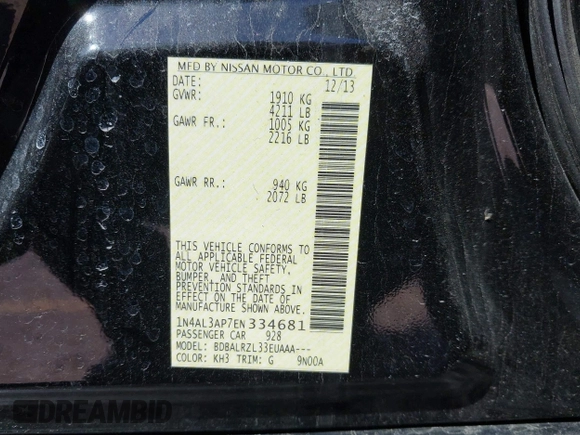 MFD BY NISSAN MOTOR CO., LTD
DATE: 12/13
GVWR: 1910 KG
4211 LB
GAWR FR.: 1005 KG
2216 LB
GAWR RR.: 940 KG
2072 LB
THIS VEHICLE CONFORMS TO
ALL APPLICABLE FEDERAL
MOTOR VEHICLE SAFETY,
BUMPER, AND THEFT
PREVENTION STANDARDS IN
EFFECT ON THE DATE OF
MANUFACTURE SHOWN ABOVE.
1N4AL3AP7EN334681
PASSENGER CAR 928
MODEL: BDBALRZL33EUAAA---
COLOR: KH3 TRIM: G 9N00A
DREAMBID